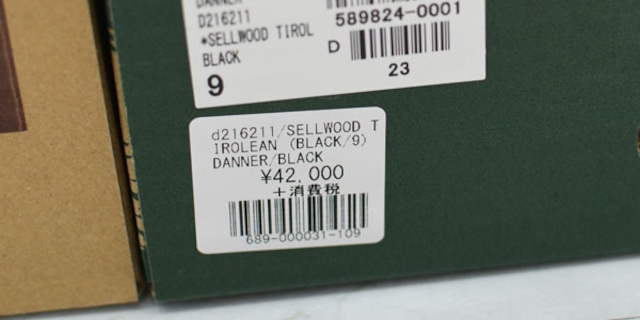 DANNER
D216211
*SELLWOOD TIROL
BLACK
9
589824-0001
D
23
d216211/SELLWOOD T
IROLEAN (BLACK/9)
DANNER/BLACK
¥42,000
+消費税
689-000031-109